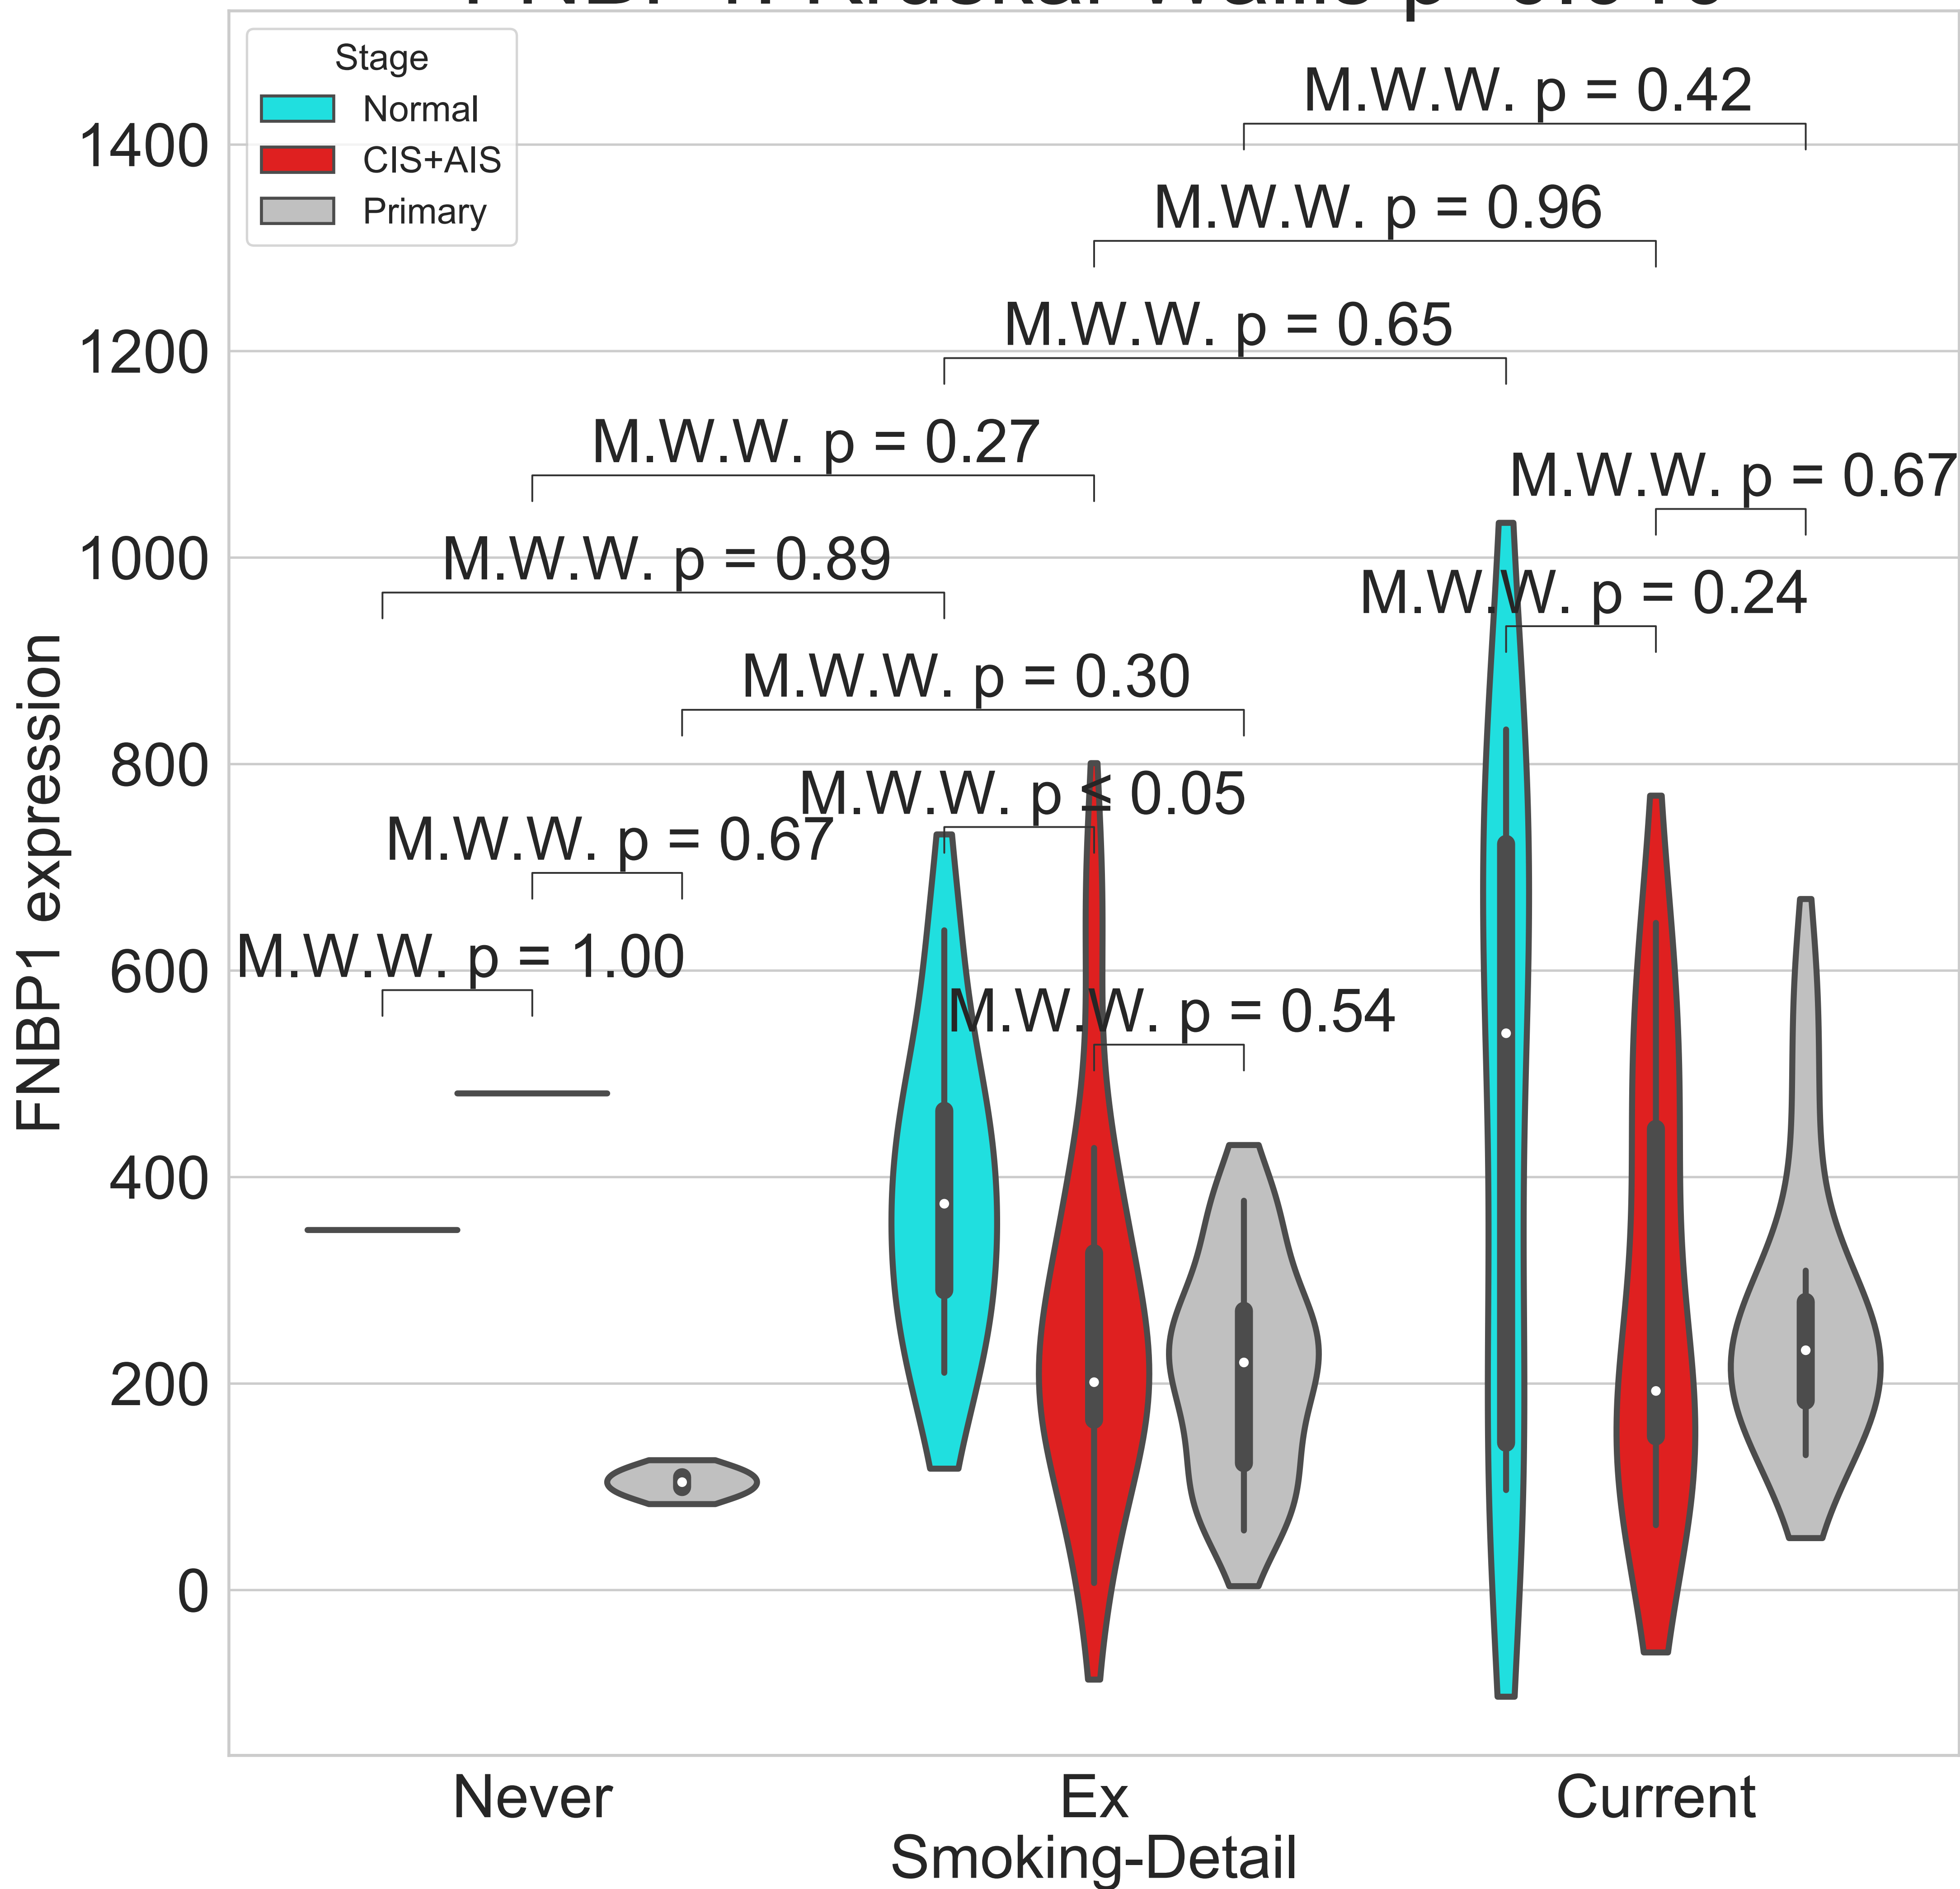 Stage
Normal
CIS+AIS
Primary
M.W.W. p = 0.42
1400
M.W.W. p = 0.96
M.W.W. p = 0.65
1200
M.W.W. p = 0.27
M.W.W. p = 0.67
M.W.W. p = 0.89
1000
M.W.W. p = 0.24
M.W.W. p = 0.30
800
M.W.W. p ≤ 0.05
M.W.W. p = 0.67
M.W.W. p = 1.00
600
M.W.W. p = 0.54
FNBP1 expression
400
200
0
Never
Ex
Current
Smoking-Detail